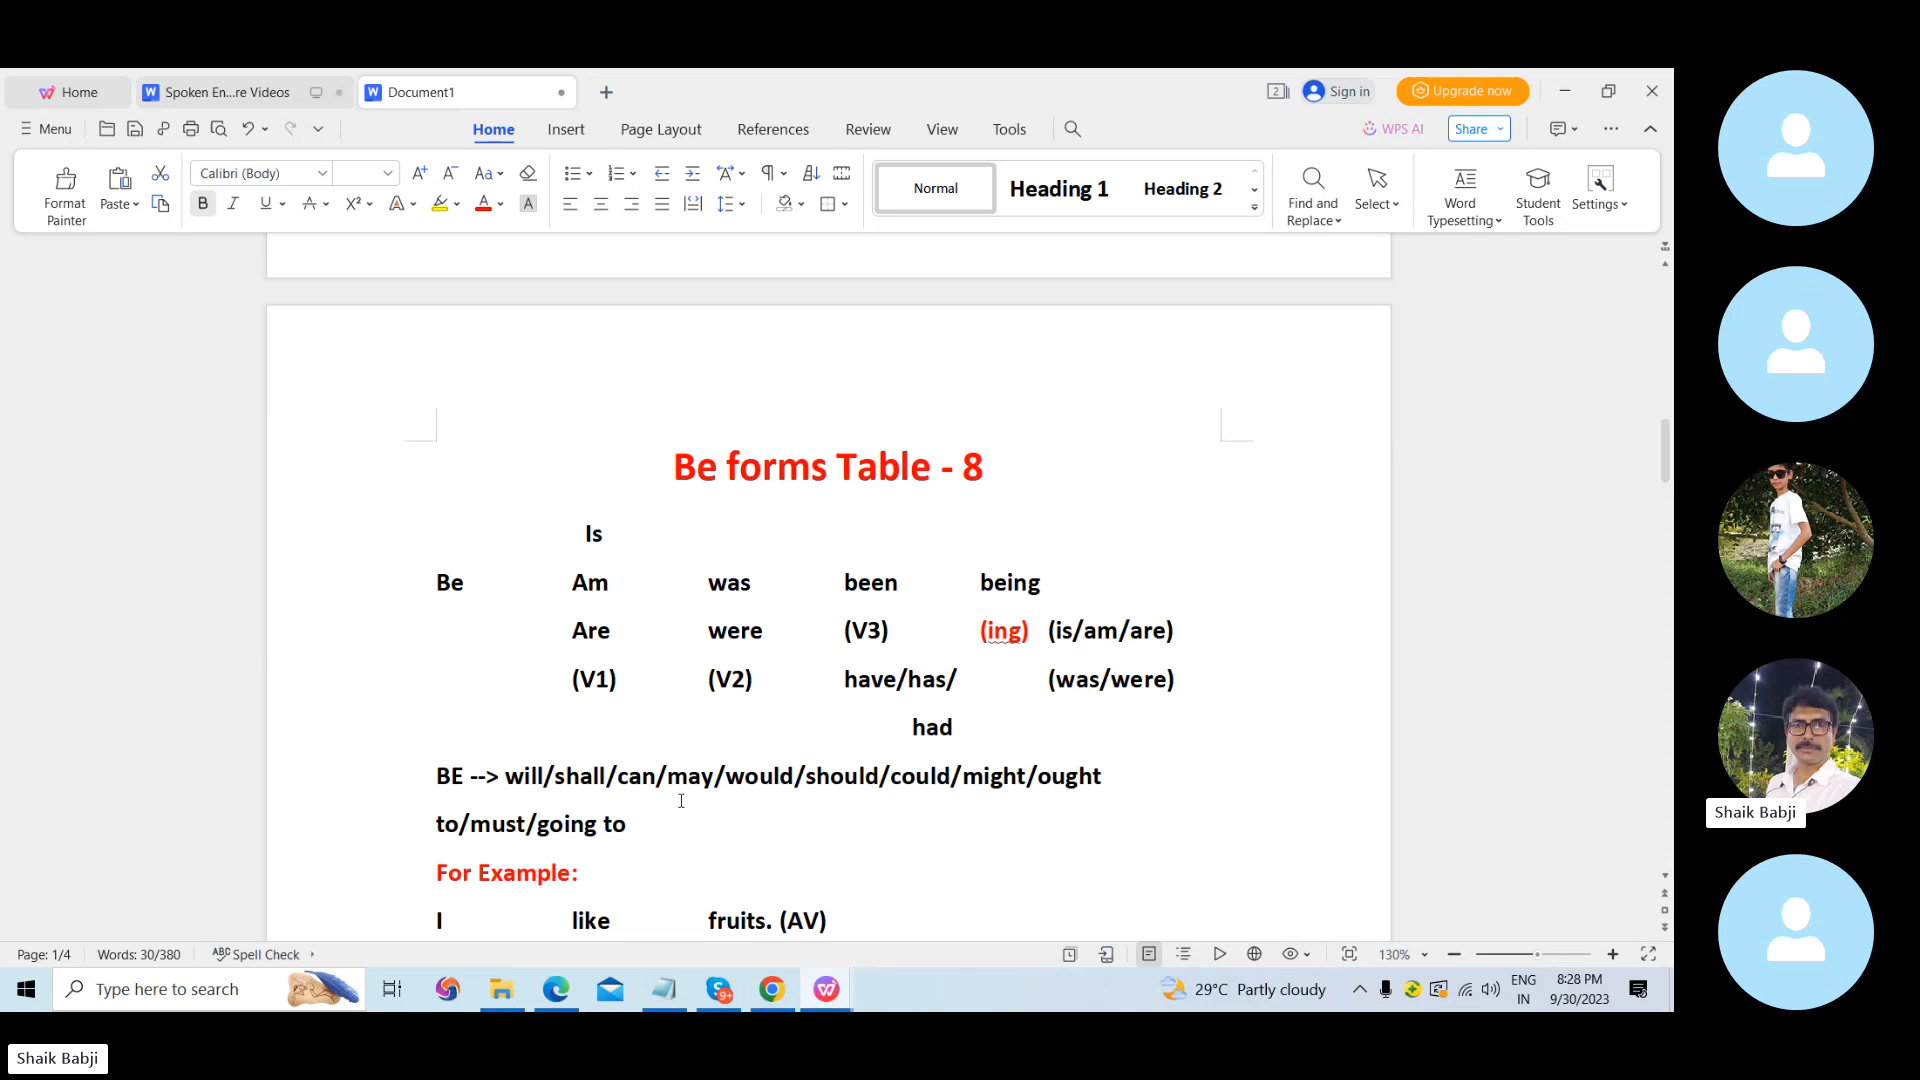 Home
Spoken En...re Videos
Document1
2
Sign in
Upgrade now
Menu
Home Insert Page Layout References Review View Tools
WPS AI
Share
Format Painter
Paste
Calibri (Body)
Normal
Heading 1
Heading 2
Find and Replace
Select
Word Typesetting
Student Tools
Settings
Be forms Table - 8
Is
Be Am was been being
Are were (V3) (ing) (is/am/are)
(V1) (V2) have/has/ (was/were)
had
BE --> will/shall/can/may/would/should/could/might/ought
to/must/going to
For Example:
I like fruits. (AV)
Page: 1/4 Words: 30/380 Spell Check 130%
Type here to search
9+
29°C Partly cloudy
ENG
IN
8:28 PM
9/30/2023
Shaik Babji
Shaik Babji